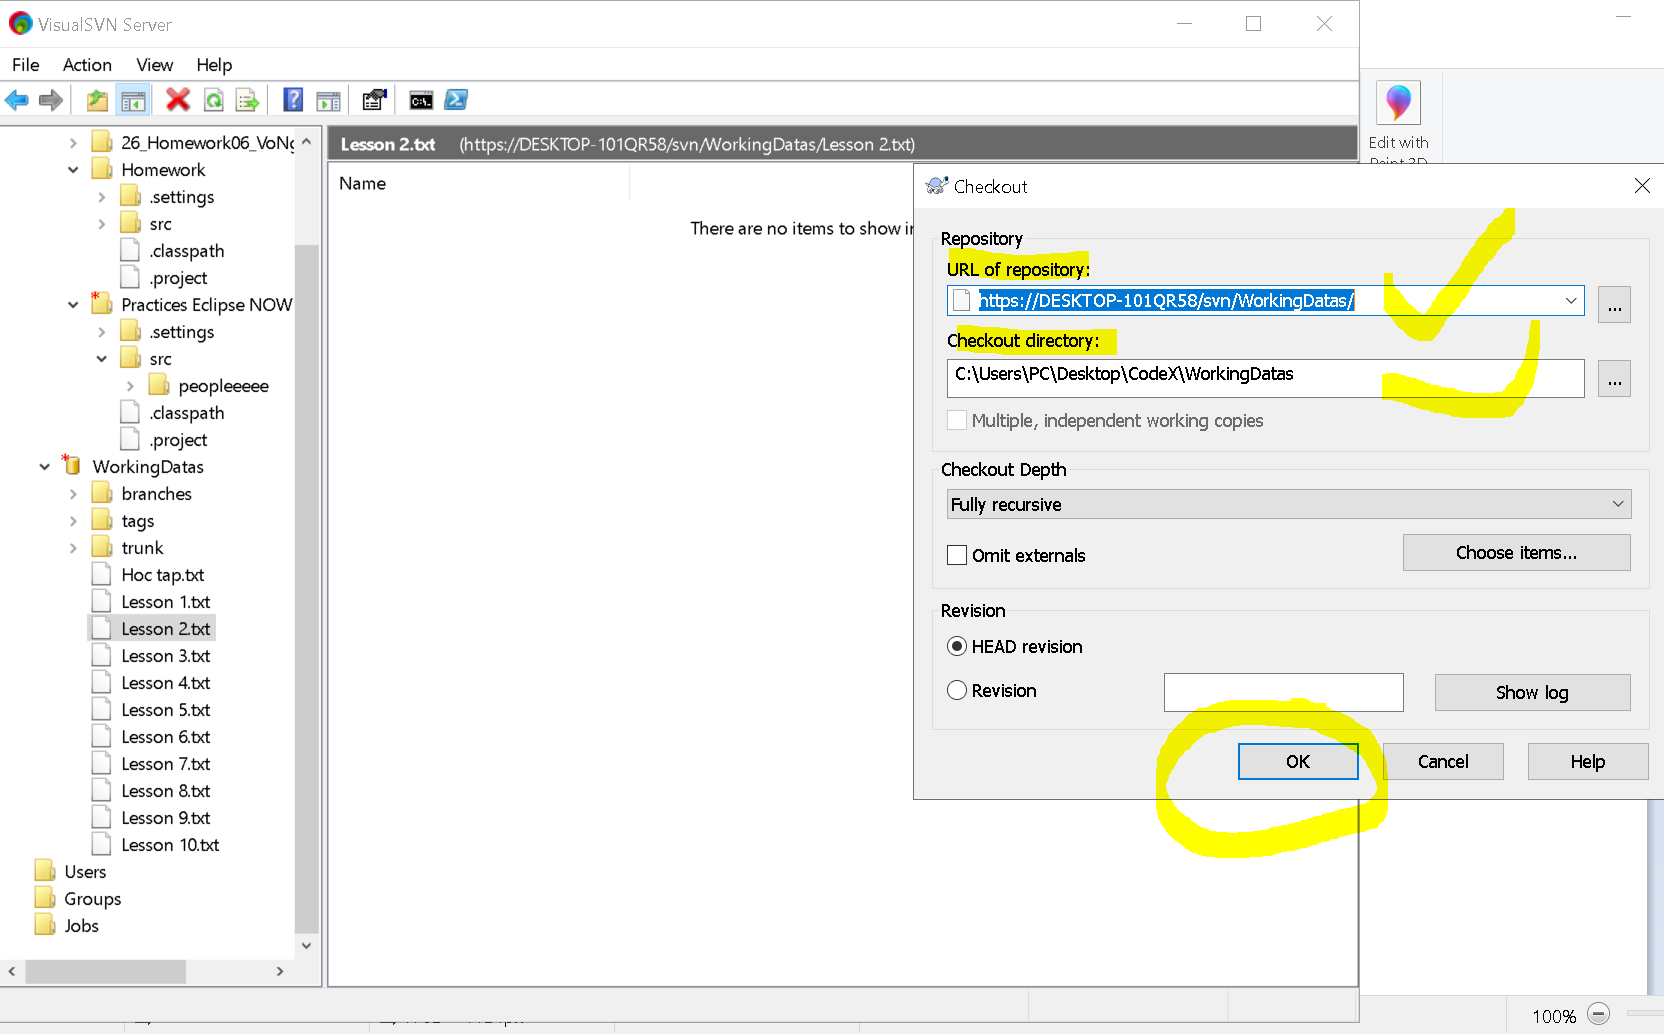 VisualSVN Server
File Action View Help
26_Homework06_VoNg
Homework
.settings
src
.classpath
.project
Practices Eclipse NOW
.settings
src
peopleeeee
.classpath
.project
WorkingDatas
branches
tags
trunk
Hoc tap.txt
Lesson 1.txt
Lesson 2.txt
Lesson 3.txt
Lesson 4.txt
Lesson 5.txt
Lesson 6.txt
Lesson 7.txt
Lesson 8.txt
Lesson 9.txt
Lesson 10.txt
Users
Groups
Jobs
Lesson 2.txt (https://DESKTOP-101QR58/svn/WorkingDatas/Lesson 2.txt)
Name
There are no items to show in
Edit with
Paint 3D
Checkout
Repository
URL of repository:
https://DESKTOP-101QR58/svn/WorkingDatas/
...
Checkout directory:
C:\Users\PC\Desktop\CodeX\WorkingDatas
...
Multiple, independent working copies
Checkout Depth
Fully recursive
Omit externals
Choose items...
Revision
HEAD revision
Revision
Show log
OK Cancel Help
100%